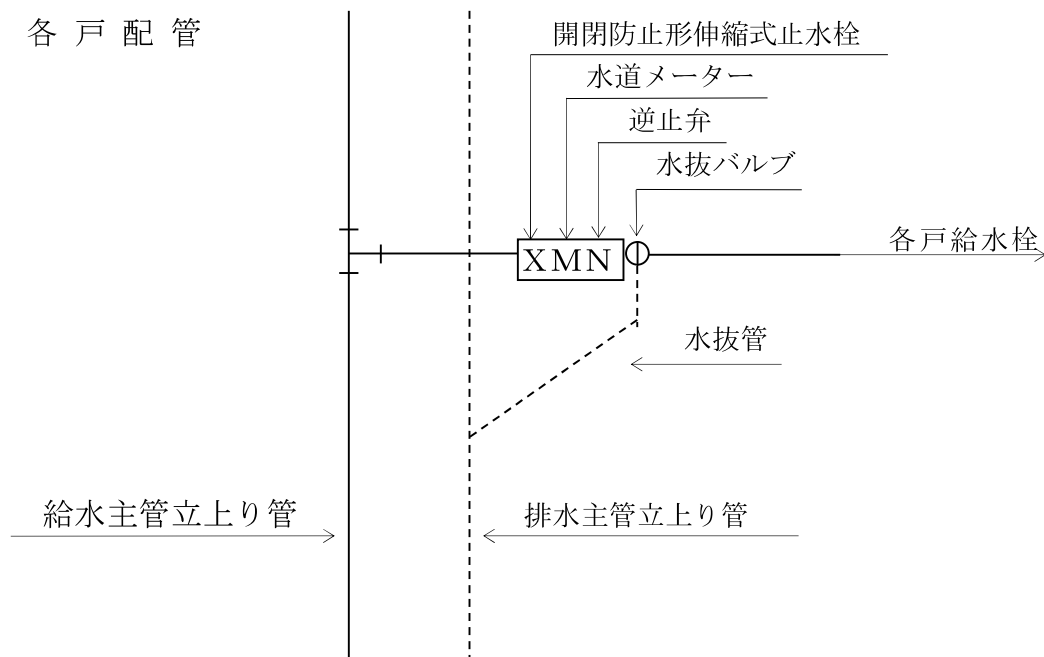 各戸配管
開閉防止形伸縮式止水栓
水道メーター
逆止弁
水抜バルブ
XMN
各戸給水栓
水抜管
給水主管立上り管
排水主管立上り管